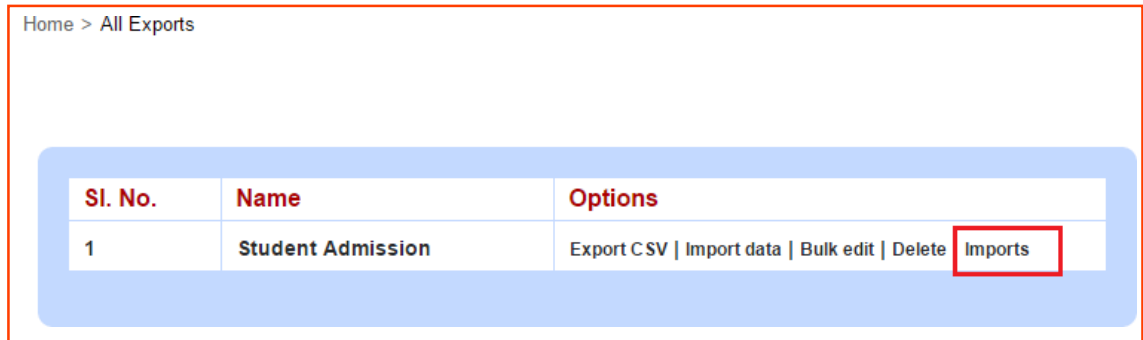 Home > All Exports
Sl. No. Name Options
1 Student Admission Export CSV | Import data | Bulk edit | Delete Imports